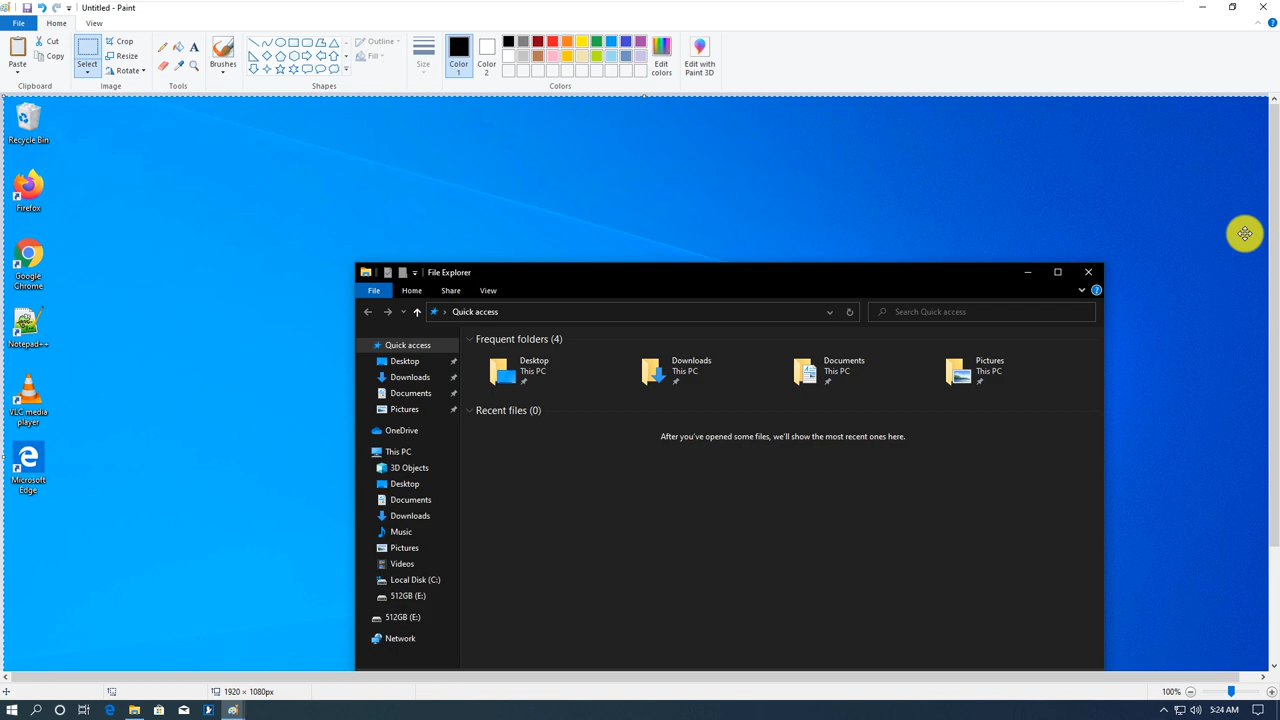 Untitled - Paint
File
Home
View
Paste
Cut
Copy
Clipboard
Select
Crop
Resize
Rotate
Image
Tools
Brushes
Shapes
Outline
Fill
Size
Color 1
Color 2
Edit colors
Colors
Edit with Paint 3D
Recycle Bin
Firefox
Google Chrome
Notepad++
VLC media player
Microsoft Edge
File Explorer
File
Home
Share
View
Quick access
Search Quick access
Quick access
Desktop
Downloads
Documents
Pictures
OneDrive
This PC
3D Objects
Desktop
Documents
Downloads
Music
Pictures
Videos
Local Disk (C:)
512GB (E:)
512GB (E:)
Network
Frequent folders (4)
Desktop
This PC
Downloads
This PC
Documents
This PC
Pictures
This PC
Recent files (0)
After you've opened some files, we'll show the most recent ones here.
1920 × 1080px
100%
5:24 AM